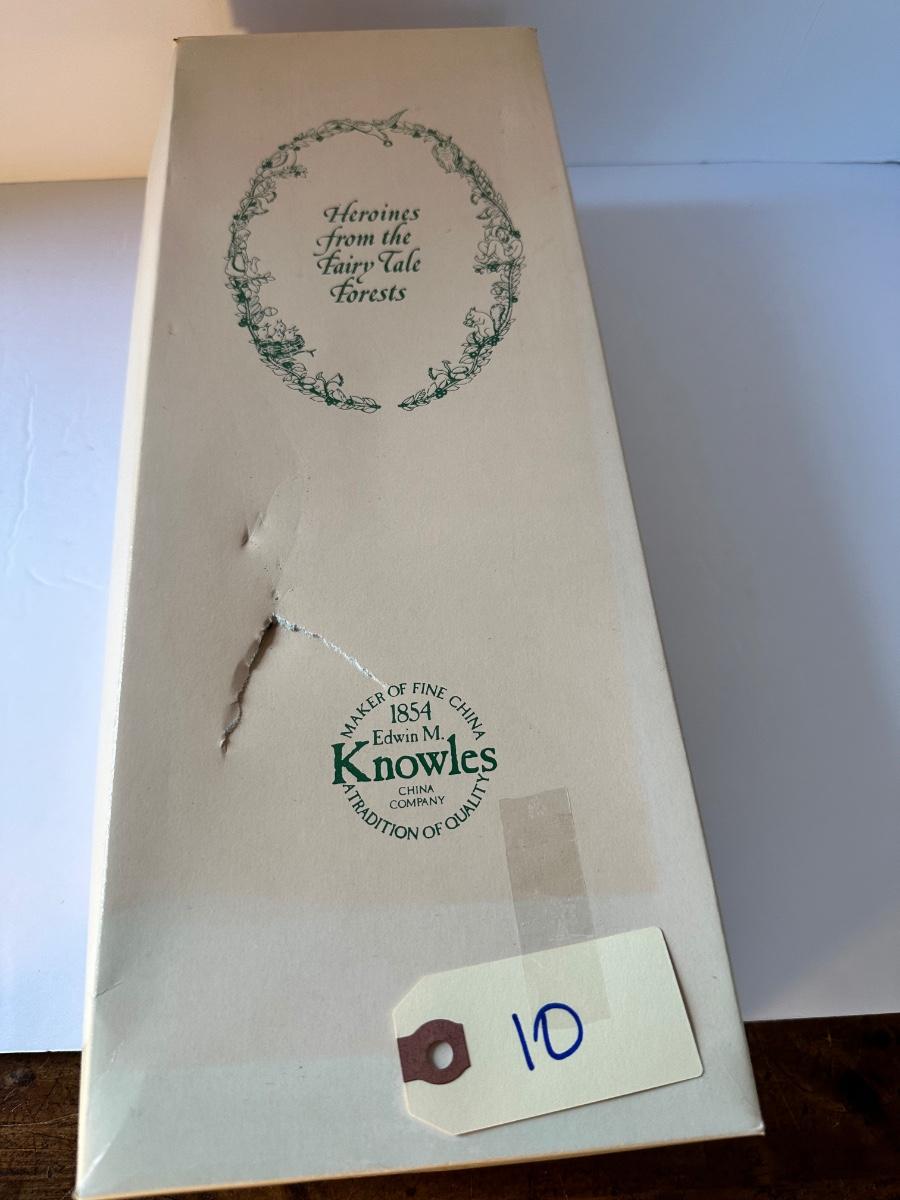 Heroines
from the
Fairy Tale
Forests
MAKER OF FINE CHINA
1854
Edwin M.
Knowles
CHINA
COMPANY
A TRADITION OF QUALITY
10